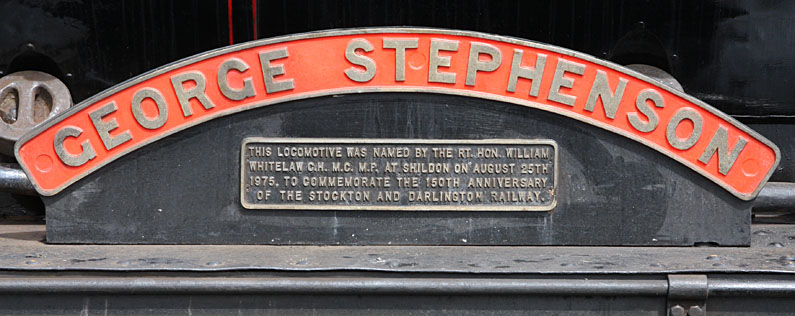 GEORGE STEPHENSON
THIS LOCOMOTIVE WAS NAMED BY THE RT. HON. WILLIAM
WHITELAW C.H. M.C. M.P. AT SHILDON ON AUGUST 25TH
1975, TO COMMEMORATE THE 150TH ANNIVERSARY
OF THE STOCKTON AND DARLINGTON RAILWAY.